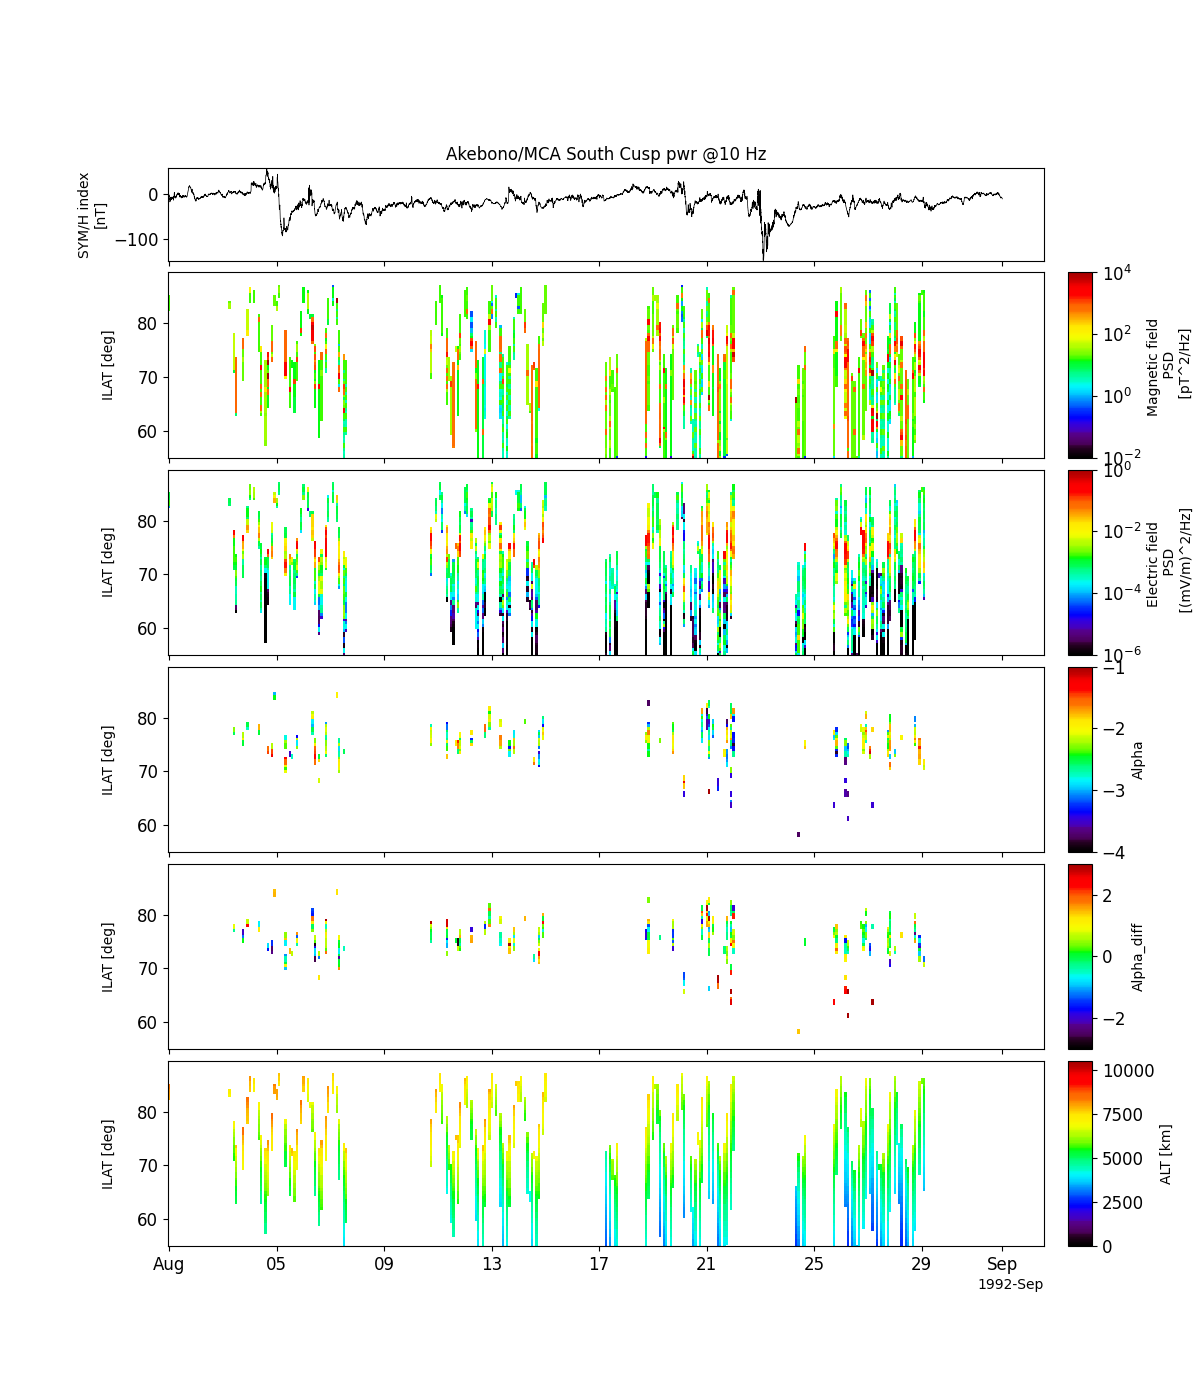 Akebono/MCA South Cusp pwr @10 Hz
SYM/H index
[nT]
0
−100
ILAT [deg]
80
70
60
10^4
10^2
10^0
10^−2
Magnetic field
PSD
[pT^2/Hz]
ILAT [deg]
80
70
60
10^0
10^−2
10^−4
10^−6
Electric field
PSD
[(mV/m)^2/Hz]
ILAT [deg]
80
70
60
−1
−2
−3
−4
Alpha
ILAT [deg]
80
70
60
2
0
−2
Alpha_diff
ILAT [deg]
80
70
60
10000
7500
5000
2500
0
ALT [km]
Aug 05 09 13 17 21 25 29 Sep
1992-Sep